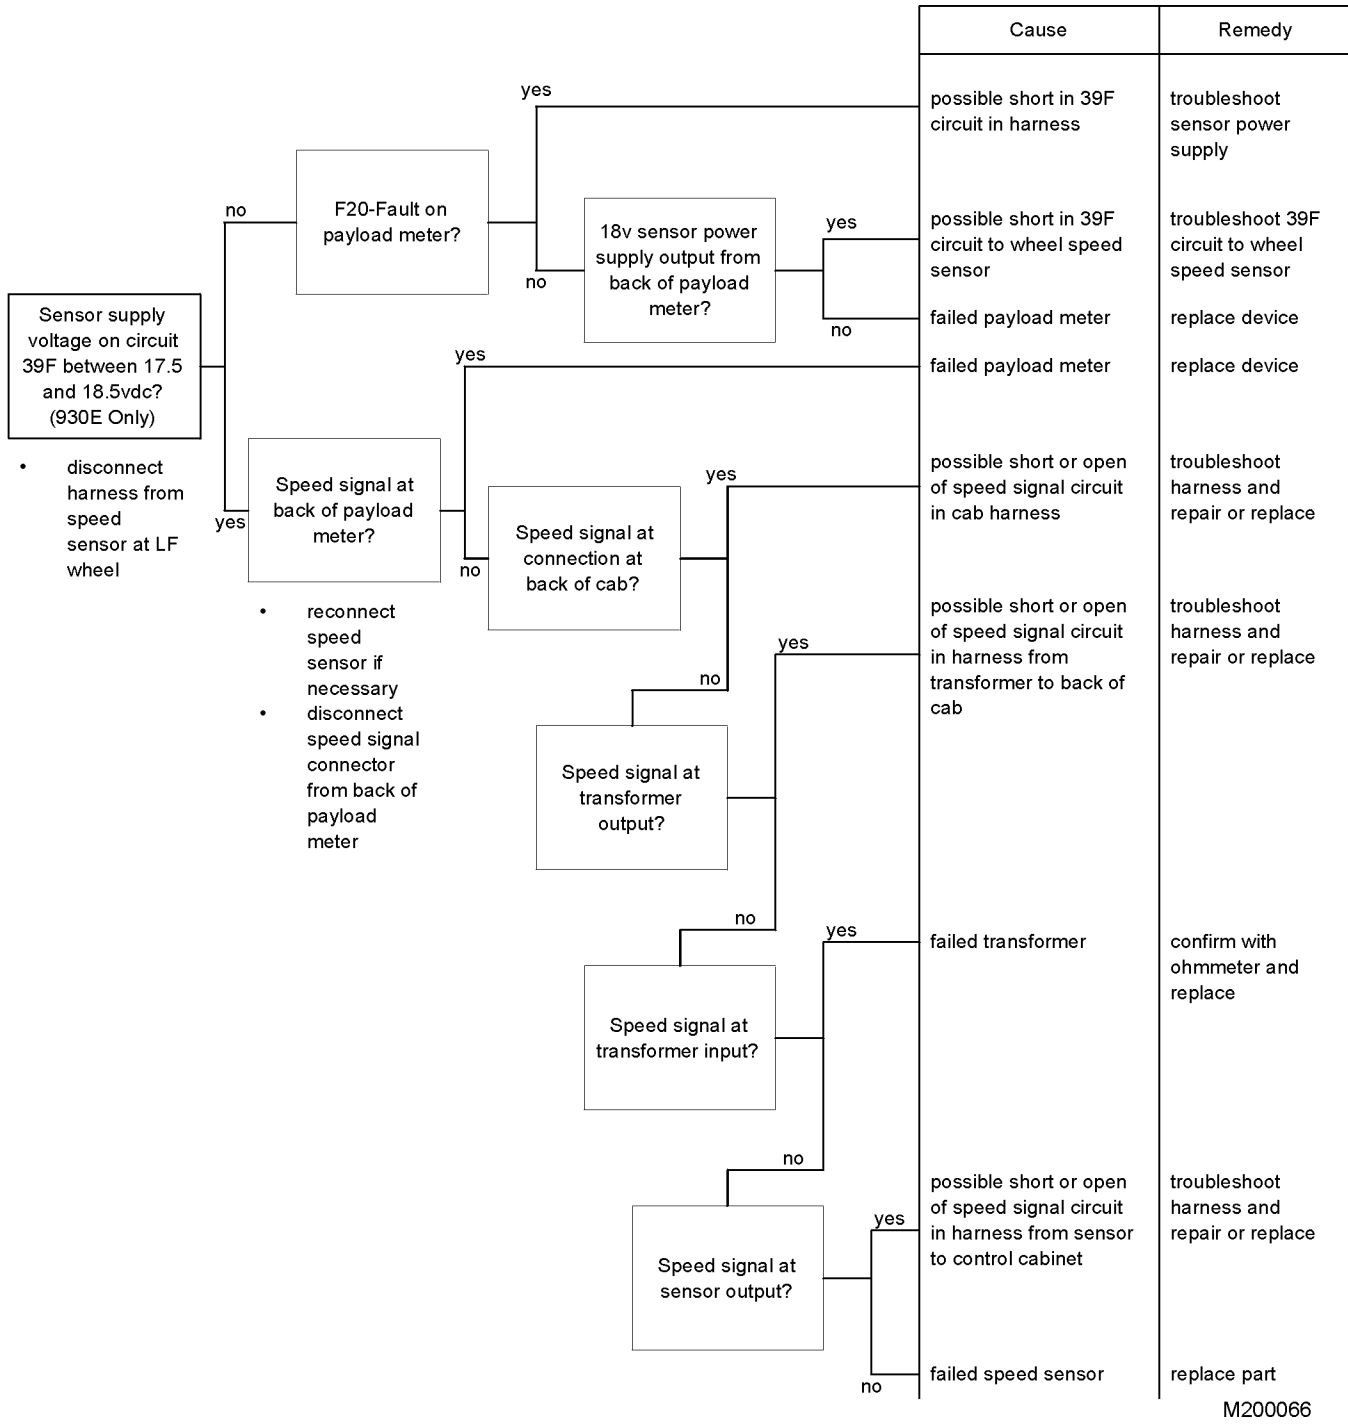 Cause
Remedy
yes
possible short in 39F
circuit in harness
troubleshoot
sensor power
supply
no
F20-Fault on
payload meter?
no
18v sensor power
supply output from
back of payload
meter?
yes
possible short in 39F
circuit to wheel speed
sensor
troubleshoot 39F
circuit to wheel
speed sensor
no
failed payload meter
replace device
Sensor supply
voltage on circuit
39F between 17.5
and 18.5vdc?
(930E Only)
• disconnect
harness from
speed
sensor at LF
wheel
yes
Speed signal at
back of payload
meter?
• reconnect
speed
sensor if
necessary
• disconnect
speed signal
connector
from back of
payload
meter
yes
failed payload meter
replace device
no
Speed signal at
connection at
back of cab?
yes
possible short or open
of speed signal circuit
in cab harness
troubleshoot
harness and
repair or replace
no
Speed signal at
transformer
output?
yes
possible short or open
of speed signal circuit
in harness from
transformer to back of
cab
troubleshoot
harness and
repair or replace
no
Speed signal at
transformer input?
yes
failed transformer
confirm with
ohmmeter and
replace
no
Speed signal at
sensor output?
yes
possible short or open
of speed signal circuit
in harness from sensor
to control cabinet
troubleshoot
harness and
repair or replace
no
failed speed sensor
replace part
M200066